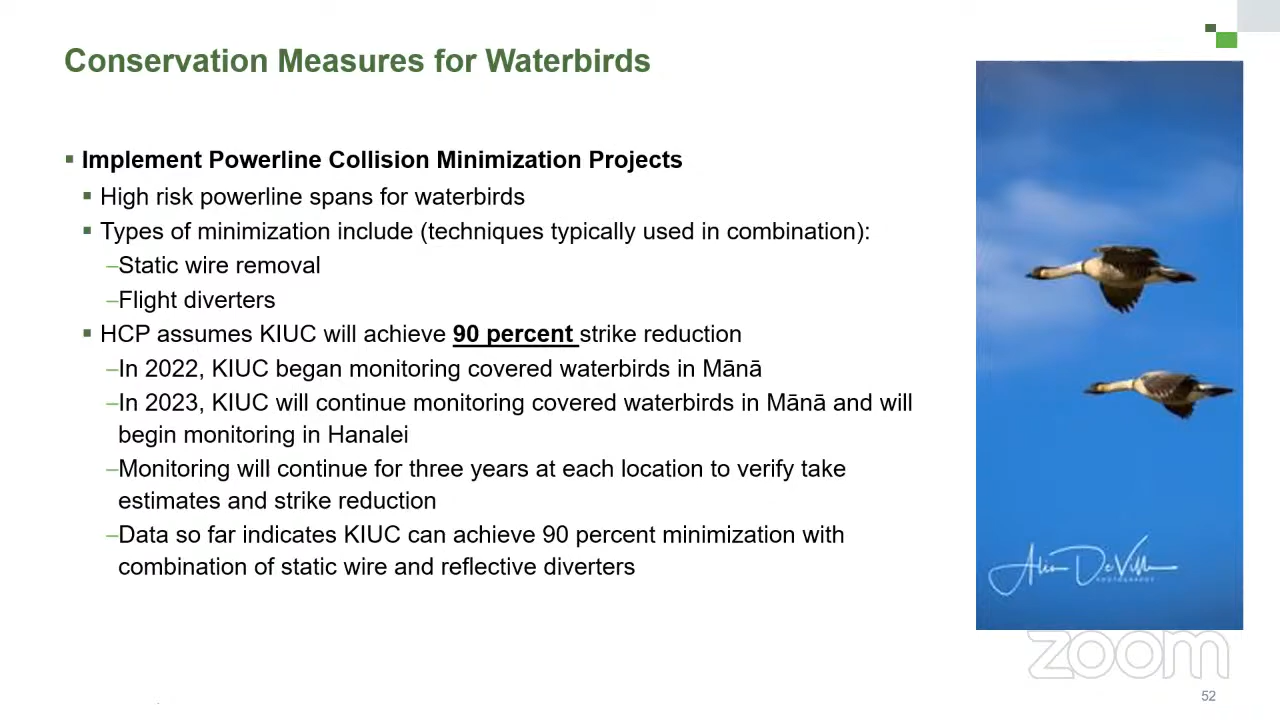 Conservation Measures for Waterbirds
Implement Powerline Collision Minimization Projects
High risk powerline spans for waterbirds
Types of minimization include (techniques typically used in combination):
–Static wire removal
–Flight diverters
HCP assumes KIUC will achieve 90 percent strike reduction
–In 2022, KIUC began monitoring covered waterbirds in Mānā
–In 2023, KIUC will continue monitoring covered waterbirds in Mānā and will
begin monitoring in Hanalei
–Monitoring will continue for three years at each location to verify take
estimates and strike reduction
–Data so far indicates KIUC can achieve 90 percent minimization with
combination of static wire and reflective diverters
PHOTOGRAPHY
zoom
52